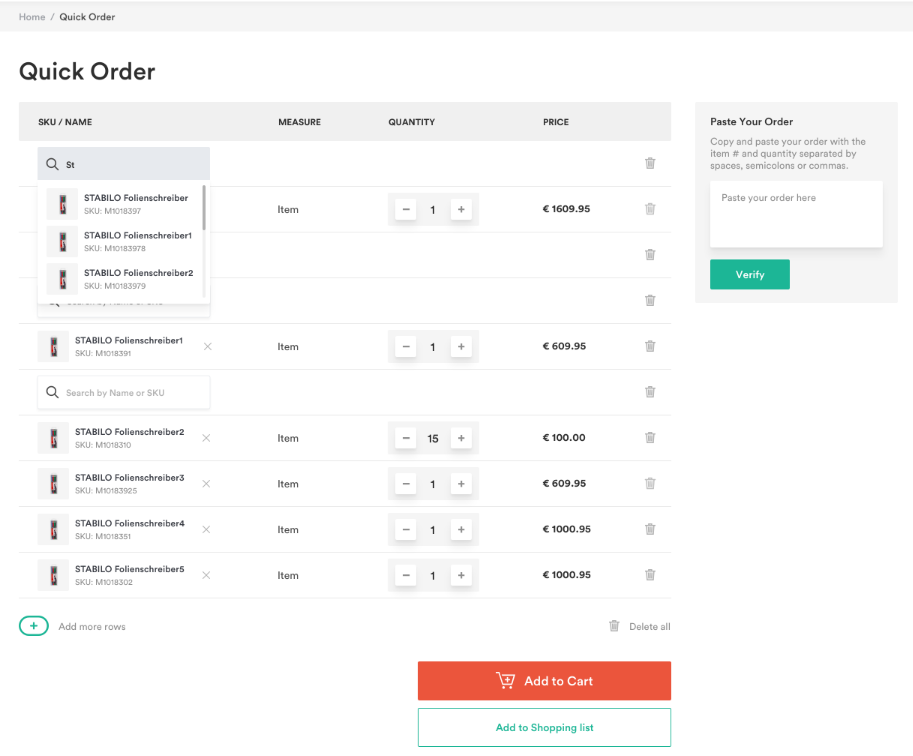 Home / Quick Order
Quick Order
SKU / NAME MEASURE QUANTITY PRICE
St
STABILO Folienschreiber
SKU: M1018397
Item 1 € 1609.95
STABILO Folienschreiber1
SKU: M10183978
STABILO Folienschreiber2
SKU: M10183979
STABILO Folienschreiber1
SKU: M1018391
Item 1 € 609.95
Search by Name or SKU
STABILO Folienschreiber2
SKU: M1018310
Item 15 € 100.00
STABILO Folienschreiber3
SKU: M10183925
Item 1 € 609.95
STABILO Folienschreiber4
SKU: M1018351
Item 1 € 1000.95
STABILO Folienschreiber5
SKU: M1018302
Item 1 € 1000.95
Add more rows
Delete all
Add to Cart
Add to Shopping list
Paste Your Order
Copy and paste your order with the
item # and quantity separated by
spaces, semicolons or commas.
Paste your order here
Verify